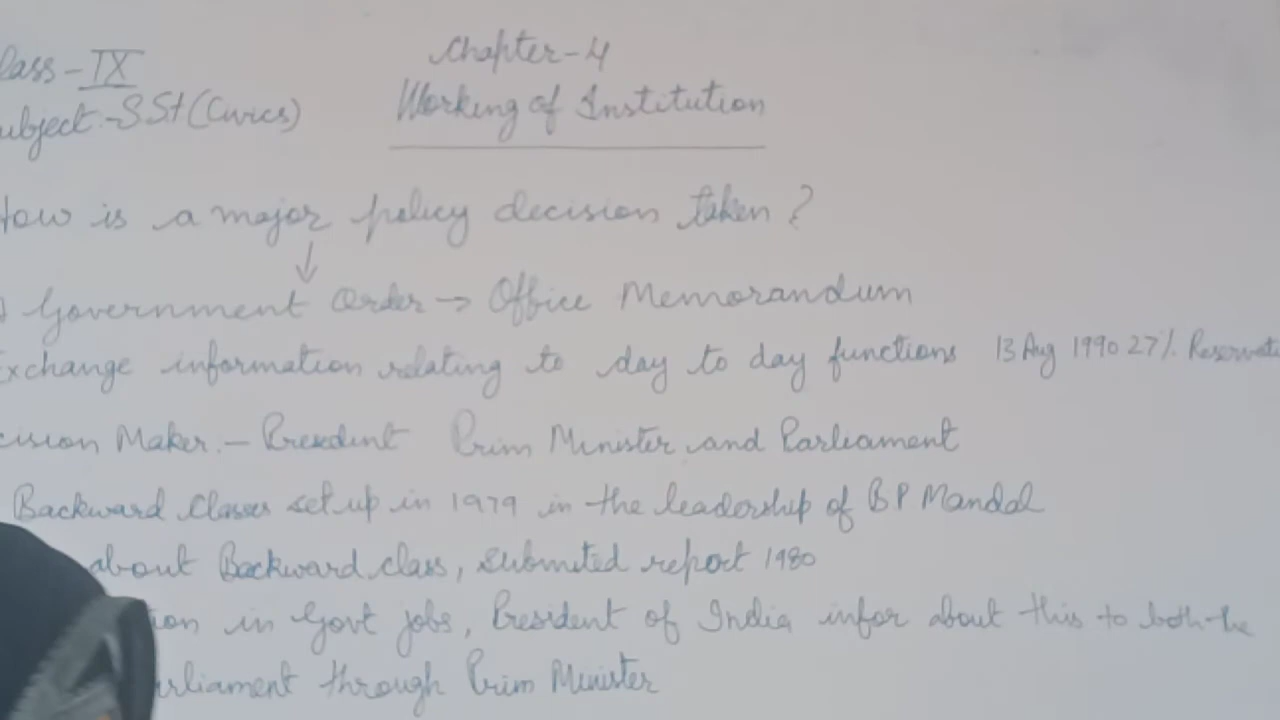 lass - IX
Chapter-4
ubject - SSt (Civics)
Working of Institution
How is a major policy decision taken ?
↓
Government Order → Office Memorandum
Exchange information relating to day to day functions 13 Aug 1990 27% Reservati
cision Maker - President Prim Minister and Parliament
Backward Classes set up in 1979 in the leadership of B P Mandal
about Backward class, submited report 1980
ion in Govt jobs, President of India infor about this to both the
rliament through Prim Minister